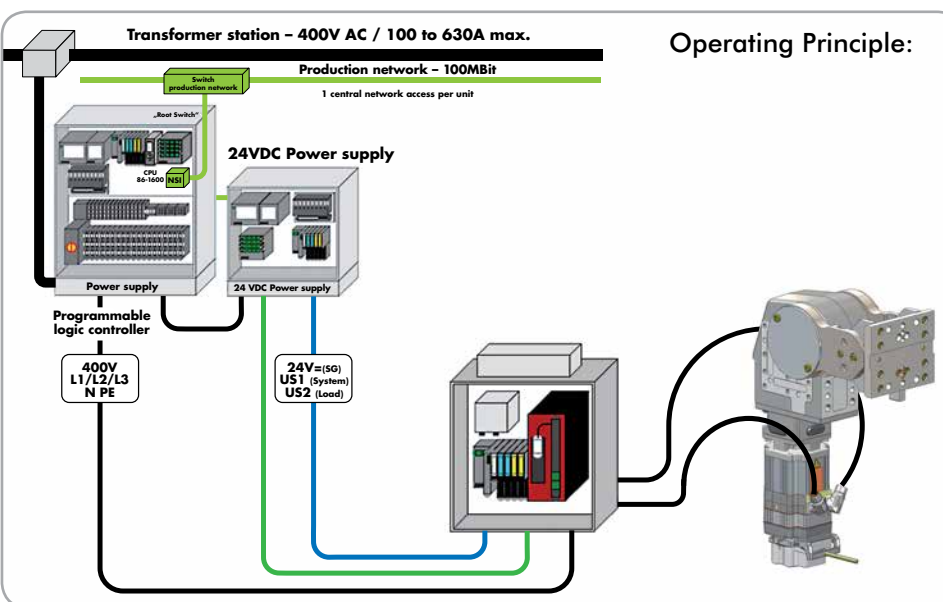 Transformer station – 400V AC / 100 to 630A max.
Operating Principle:
Production network – 100MBit
Switch
production network
1 central network access per unit
„Root Switch“
24VDC Power supply
CPU
86-1600
NSI
Power supply
24 VDC Power supply
Programmable
logic controller
400V
L1/L2/L3
N PE
24V=(SG)
US1 (System)
US2 (Load)